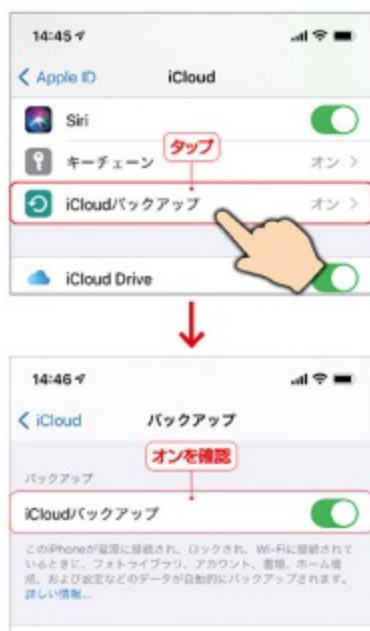 14:45
Apple ID
iCloud
Siri
タップ
キーチェーン
オン
iCloudバックアップ
オン
iCloud Drive
14:46
iCloud
バックアップ
オンを確認
バックアップ
iCloudバックアップ
このiPhoneが電源に接続され、ロックされ、Wi-Fiに接続されて
いるときに、フォトライブラリ、アカウント、書類、ホーム構
成、および設定などのデータが自動的にバックアップされます。
詳しい情報...